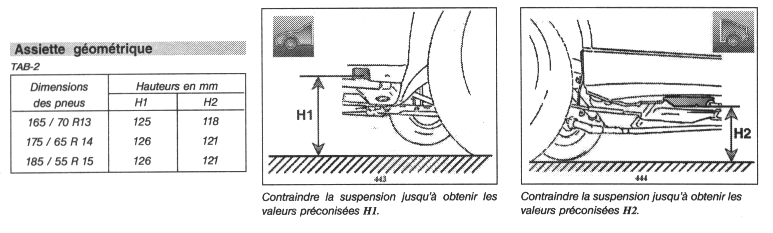 Assiette géométrique
TAB-2
Dimensions des pneus
Hauteurs en mm
H1 H2
165 / 70 R13 125 118
175 / 65 R 14 126 121
185 / 55 R 15 126 121
H1
443
Contraindre la suspension jusqu'à obtenir les
valeurs préconisées H1.
H2
444
Contraindre la suspension jusqu'à obtenir les
valeurs préconisées H2.